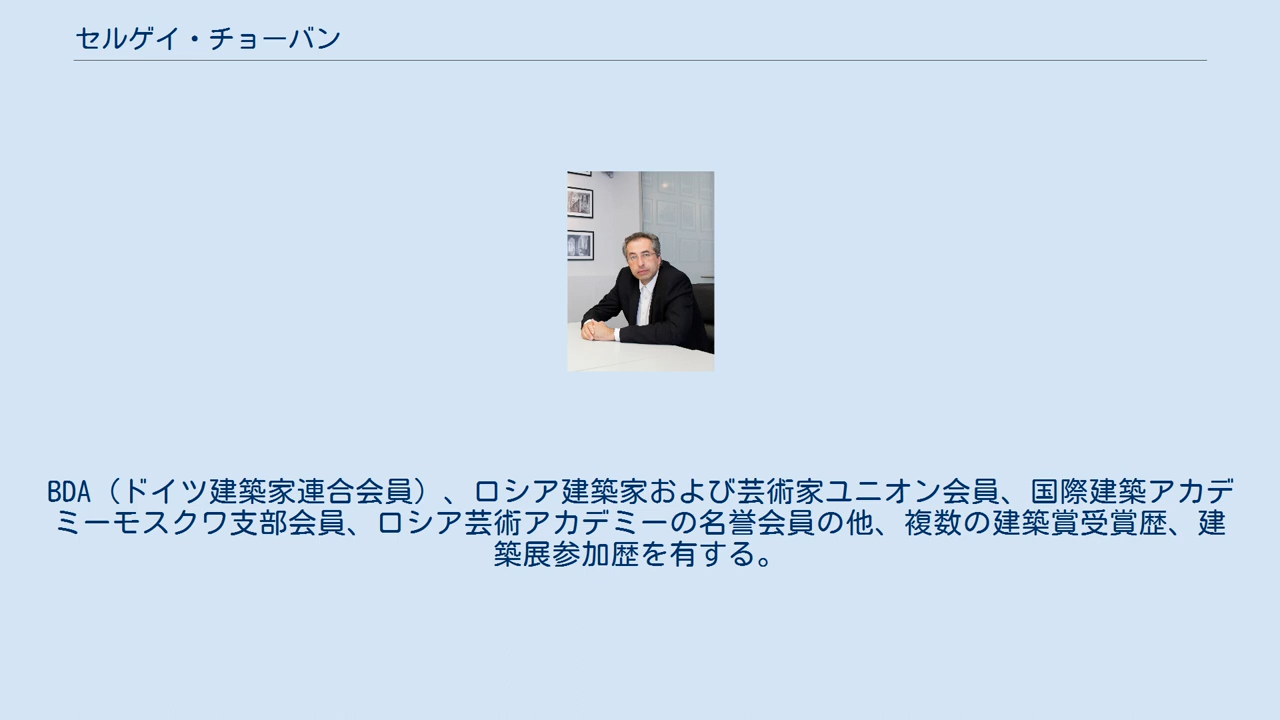 セルゲイ・チョーバン
BDA（ドイツ建築家連合会員）、ロシア建築家および芸術家ユニオン会員、国際建築アカデ
ミーモスクワ支部会員、ロシア芸術アカデミーの名誉会員の他、複数の建築賞受賞歴、建
築展参加歴を有する。